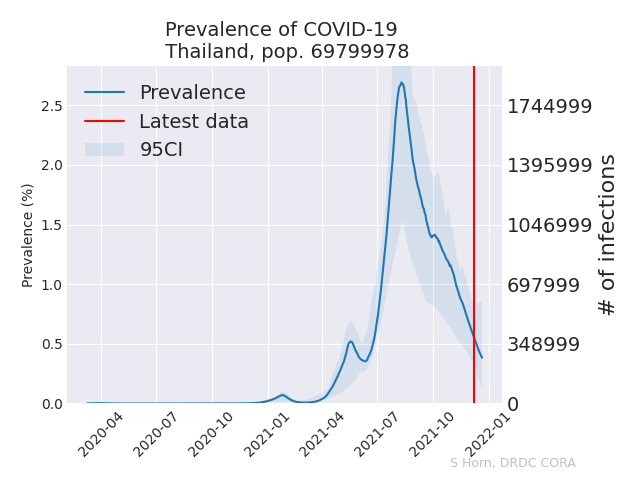 Prevalence of COVID-19
Thailand, pop. 69799978
Prevalence
Latest data
95CI
Prevalence (%)
2.5
2.0
1.5
1.0
0.5
0.0
1744999
1395999
1046999
697999
348999
0
# of infections
2020-04
2020-07
2020-10
2021-01
2021-04
2021-07
2021-10
2022-01
S Horn, DRDC CORA